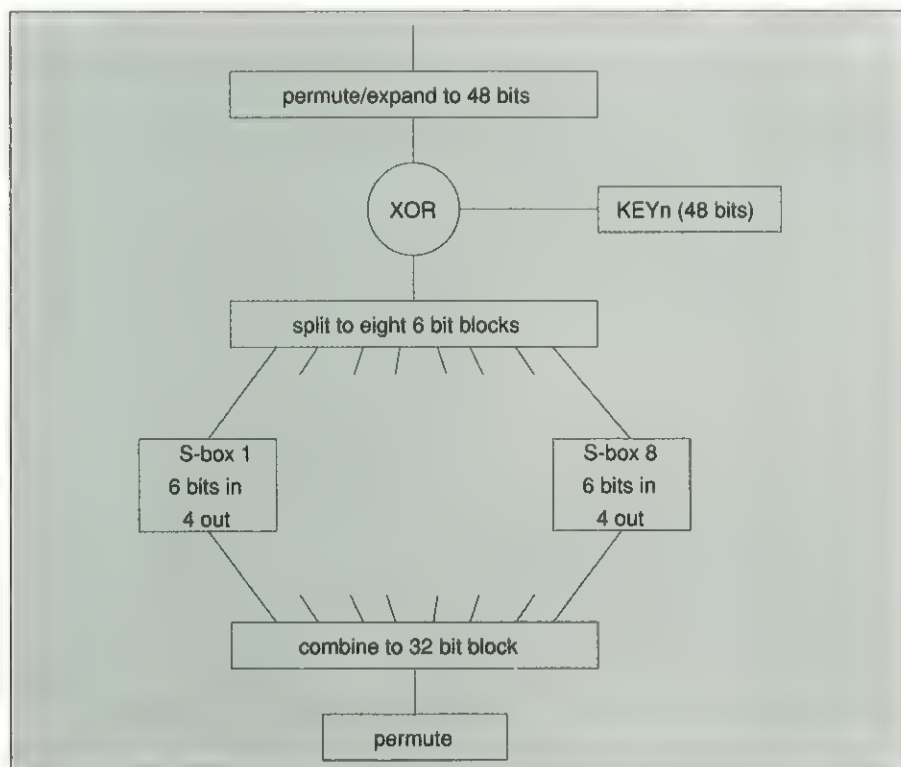 permute/expand to 48 bits
XOR
KEYn (48 bits)
split to eight 6 bit blocks
S-box 1
6 bits in
4 out
S-box 8
6 bits in
4 out
combine to 32 bit block
permute